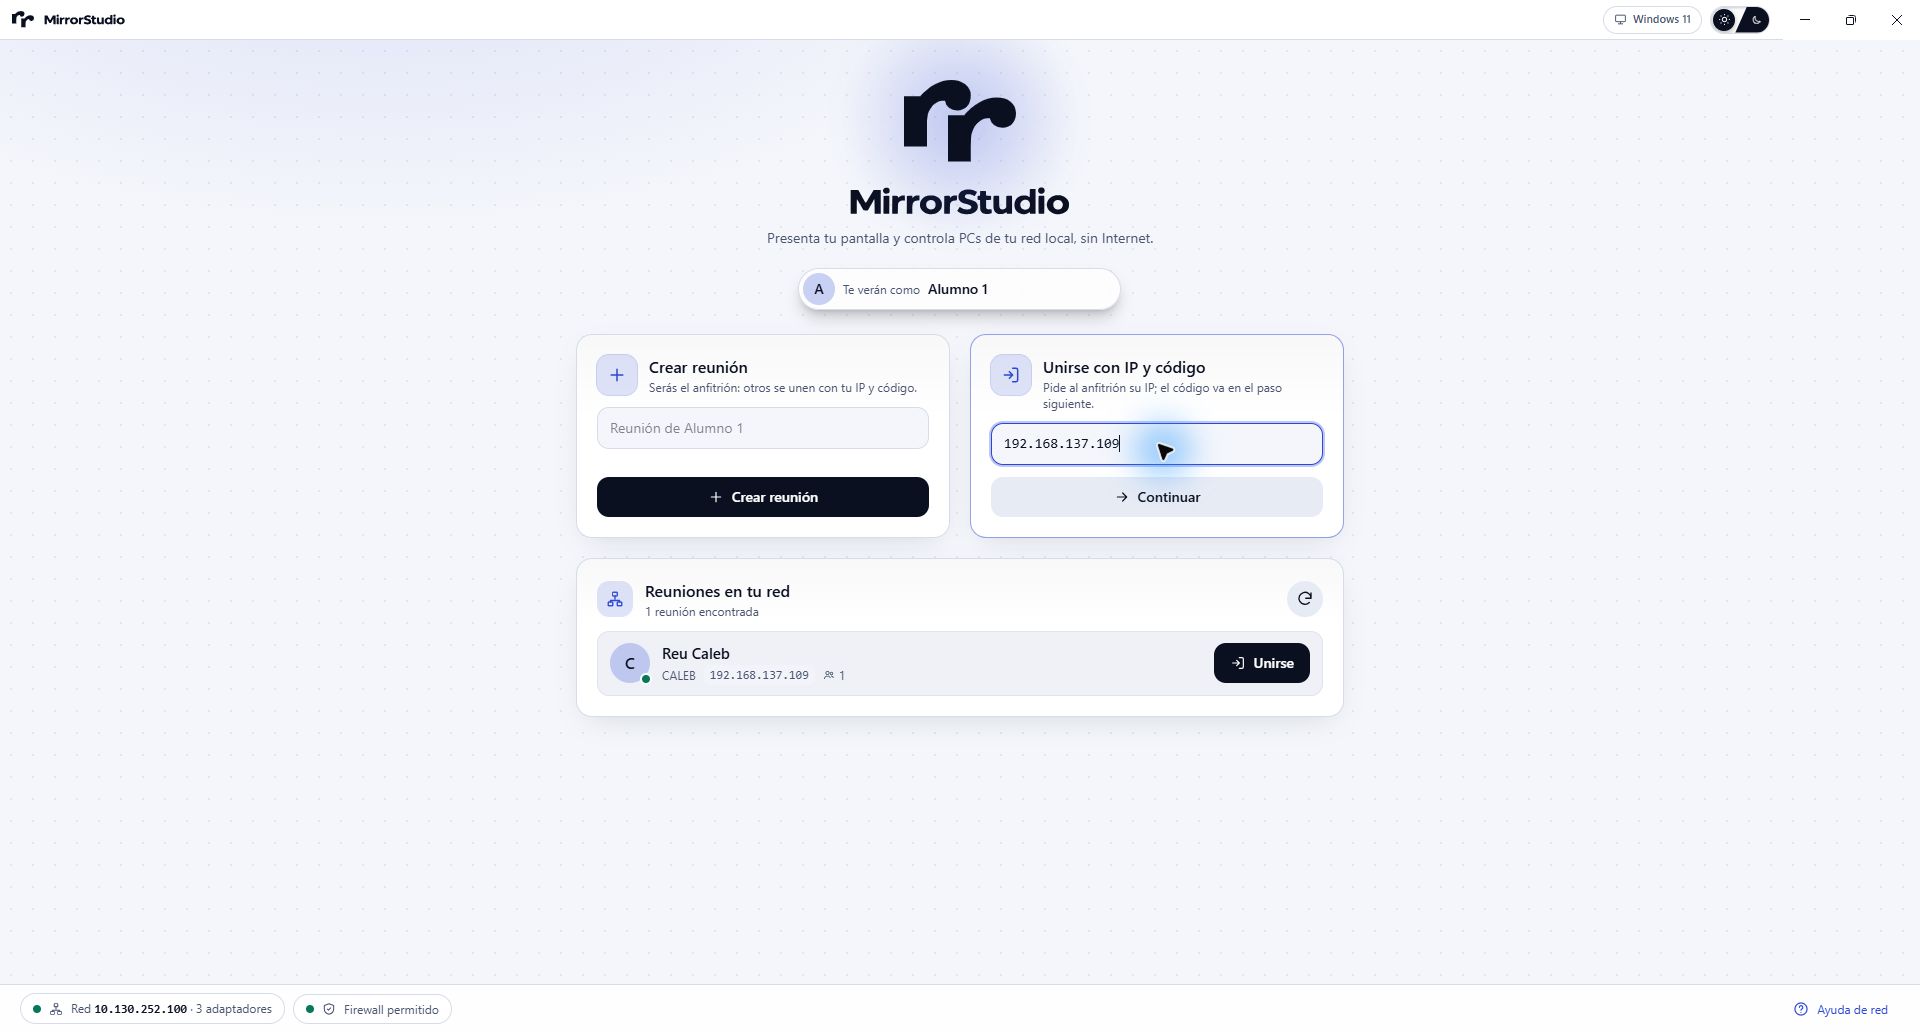 MirrorStudio
Windows 11
MirrorStudio
Presenta tu pantalla y controla PCs de tu red local, sin Internet.
A Te verán como Alumno 1
Crear reunión
Serás el anfitrión: otros se unen con tu IP y código.
Reunión de Alumno 1
Crear reunión
Unirse con IP y código
Pide al anfitrión su IP; el código va en el paso
siguiente.
192.168.137.109
Continuar
Reuniones en tu red
1 reunión encontrada
C
Reu Caleb
CALEB 192.168.137.109 1
Unirse
Red 10.130.252.100 · 3 adaptadores
Firewall permitido
Ayuda de red